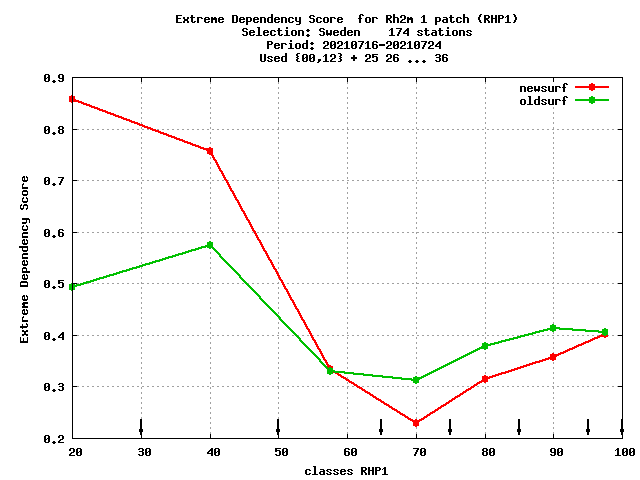 Extreme Dependency Score  for Rh2m 1 patch (RHP1)
Selection: Sweden    174 stations
Period: 20210716-20210724
Used {00,12} + 25 26 ... 36
newsurf
oldsurf
0.9
0.8
0.7
0.6
0.5
0.4
0.3
0.2
Extreme Dependency Score
20 30 40 50 60 70 80 90 100
classes RHP1